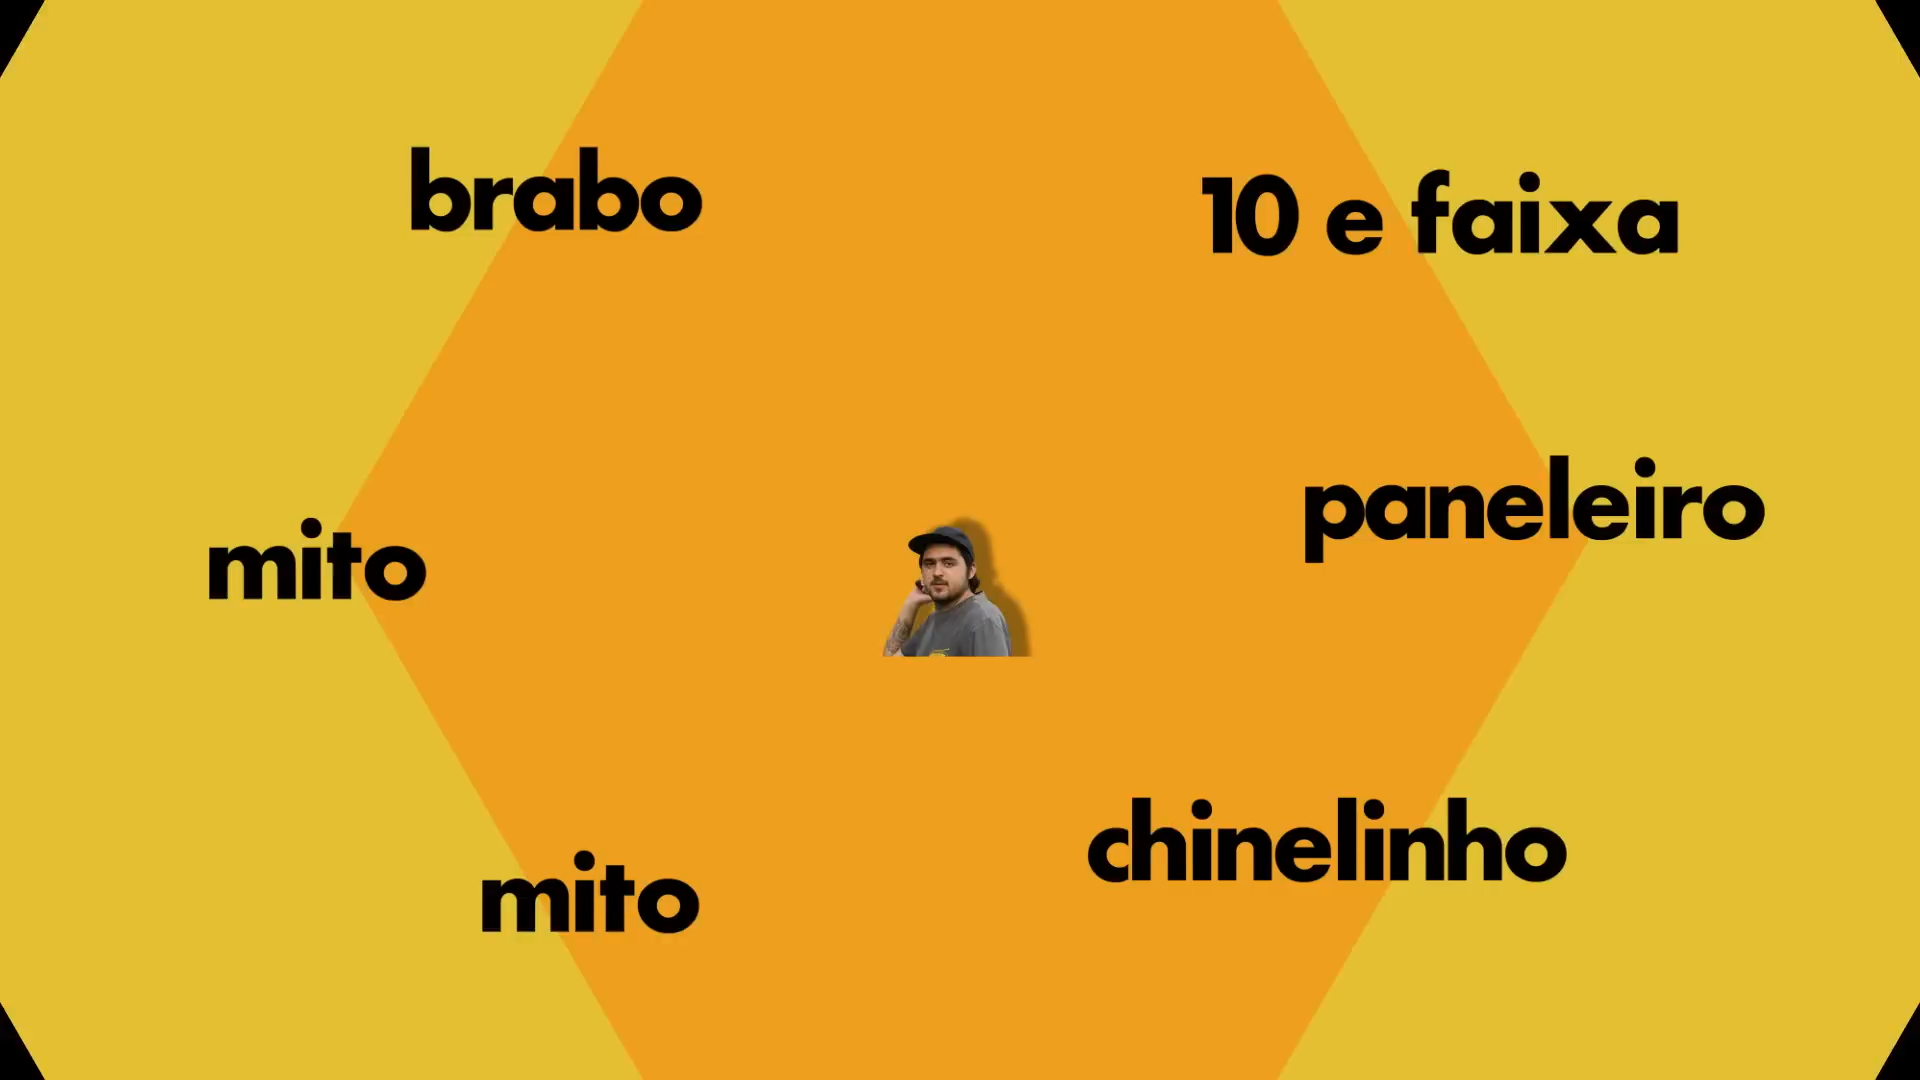 brabo
10 e faixa
mito
paneleiro
mito
chinelinho